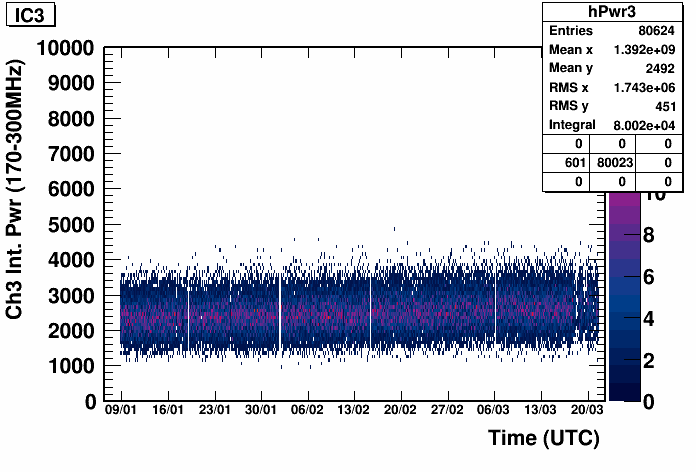 IC3
hPwr3
Entries 80624
Mean x 1.392e+09
Mean y 2492
RMS x 1.743e+06
RMS y 451
Integral 8.002e+04
0 0 0
601 80023 0
0 0 0
Ch3 Int. Pwr (170-300MHz)
10000
9000
8000
7000
6000
5000
4000
3000
2000
1000
0
10
8
6
4
2
0
09/01 16/01 23/01 30/01 06/02 13/02 20/02 27/02 06/03 13/03 20/03
Time (UTC)